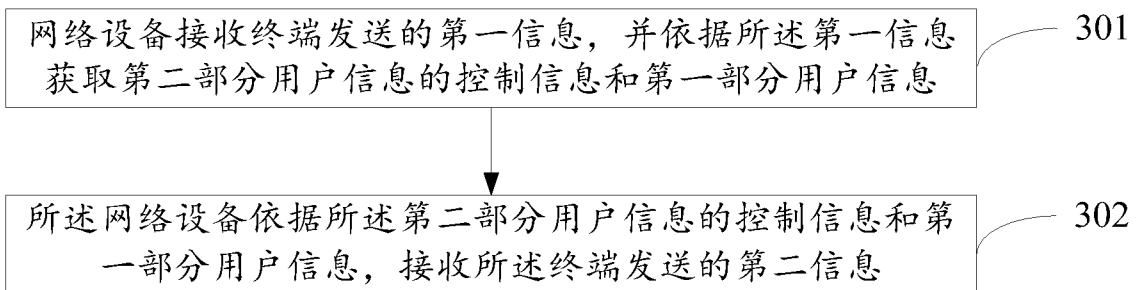 网络设备接收终端发送的第一信息，并依据所述第一信息
获取第二部分用户信息的控制信息和第一部分用户信息
301
所述网络设备依据所述第二部分用户信息的控制信息和第
一部分用户信息，接收所述终端发送的第二信息
302